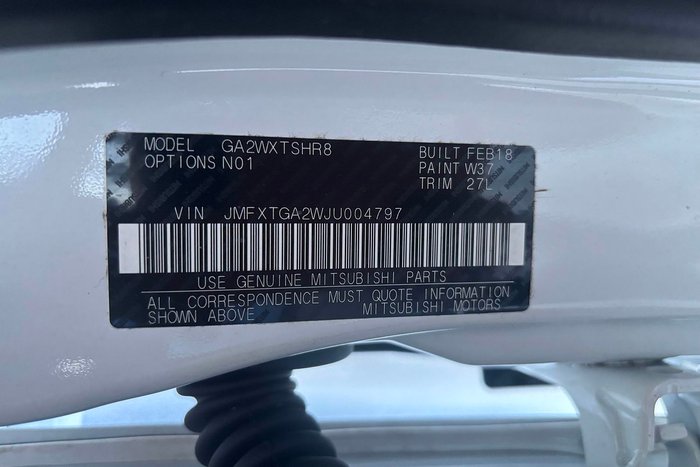 MODEL GA2WXTSHR8 BUILT FEB18
OPTIONS N01 PAINT W37
TRIM 27L
VIN JMFXTGA2WJU004797
USE GENUINE MITSUBISHI PARTS
ALL CORRESPONDENCE MUST QUOTE INFORMATION
SHOWN ABOVE MITSUBISHI MOTORS